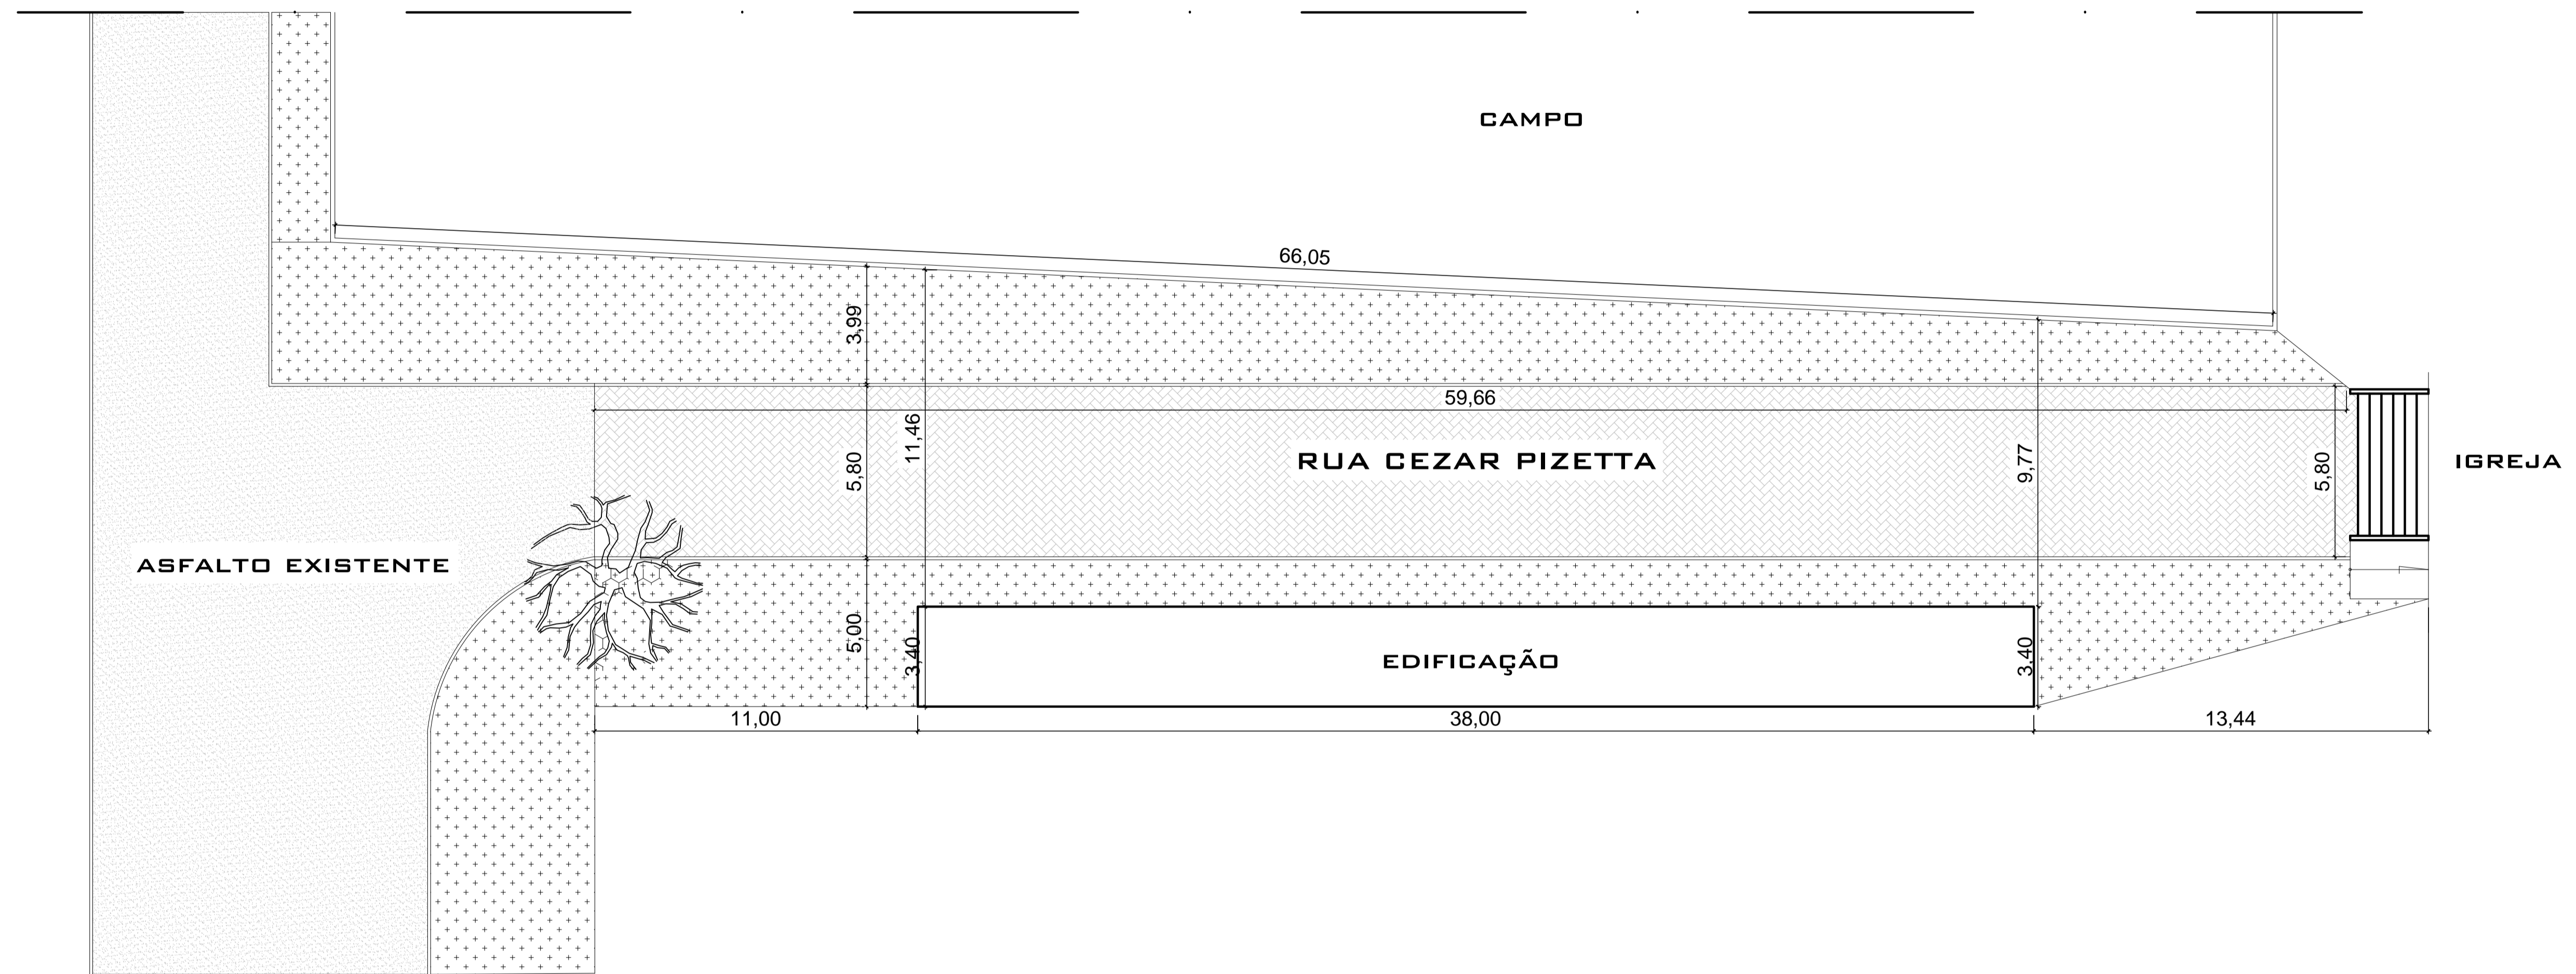 CAMPO
66,05
3,99
59,66
11,46
5,80
RUA CEZAR PIZETTA
9,77
5,80
IGREJA
ASFALTO EXISTENTE
5,00
3,40
EDIFICAÇÃO
3,40
11,00
38,00
13,44